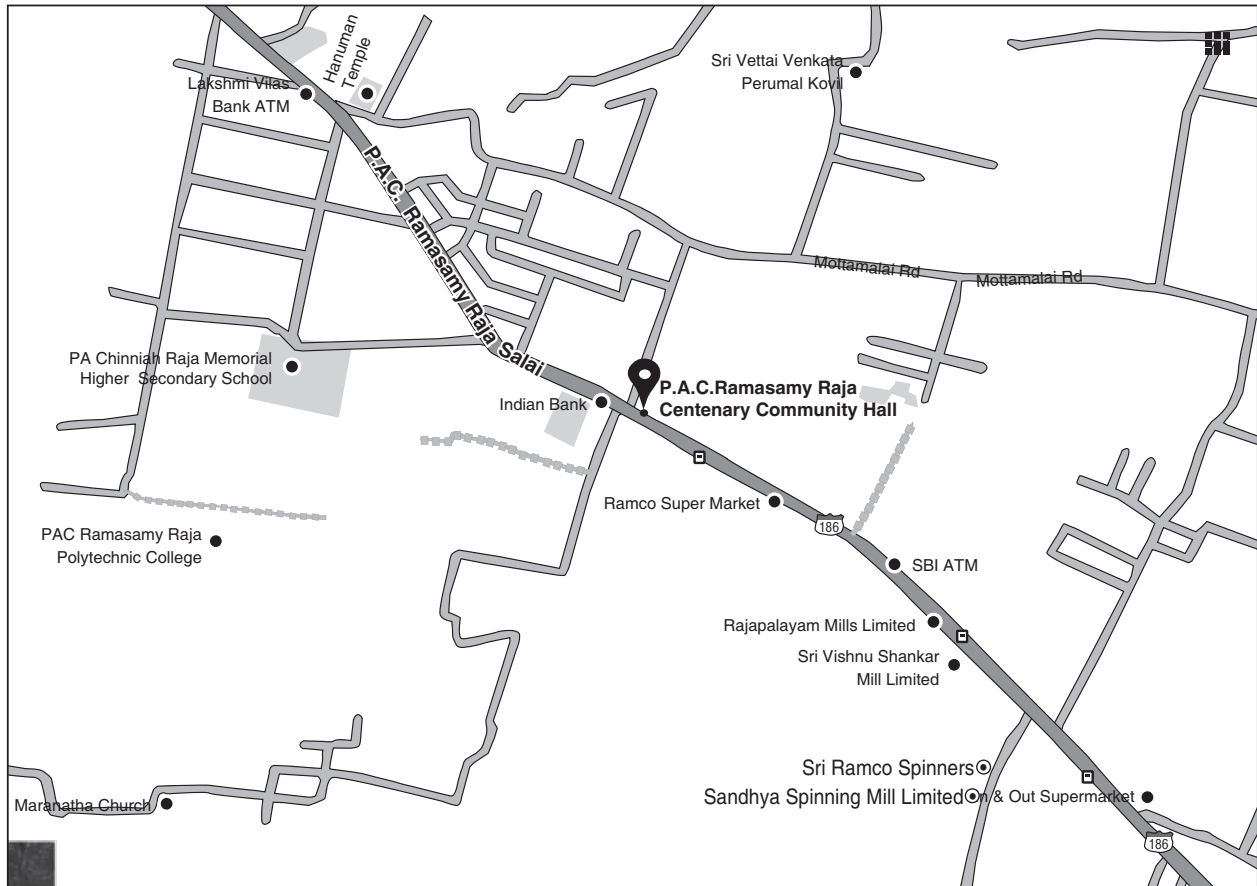 Hanuman
Temple
Sri Vettai Venkata
Perumal Kovil
Lakshmi Vilas
Bank ATM
P.A.C. Ramasamy Raja Salai
Mottamalai Rd
Mottamalai Rd
PA Chinniah Raja Memorial
Higher Secondary School
P.A.C.Ramasamy Raja
Centenary Community Hall
Indian Bank
Ramco Super Market
186
PAC Ramasamy Raja
Polytechnic College
SBI ATM
Rajapalayam Mills Limited
Sri Vishnu Shankar
Mill Limited
Sri Ramco Spinners
Sandhya Spinning Mill Limited
n & Out Supermarket
Maranatha Church
186